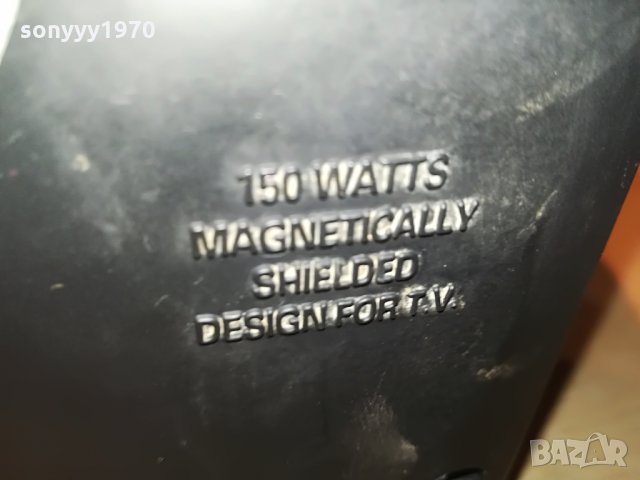 sonyyy1970
150 WATTS
MAGNETICALLY
SHIELDED
DESIGN FOR T.V.
BAZAR